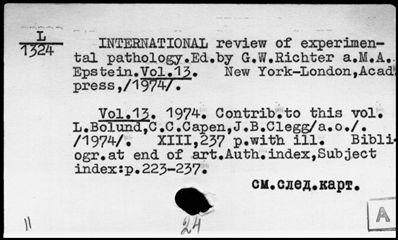 L
1324
INTERNATIONAL review of experimen-
tal pathology.Ed.by G.W.Richter a.M.A.
Epstein.Vol.13. New York-London,Acad
press,/1974/.
Vol.13. 1974. Contrib.to this vol.
L.Bolund,C.C.Capen,J.B.Clegg/a.o./.
/1974/. XIII,237 p.with ill. Bibli-
ogr.at end of art.Auth.index,Subject
index:p.223-237.
см.след.карт.
11
24
A